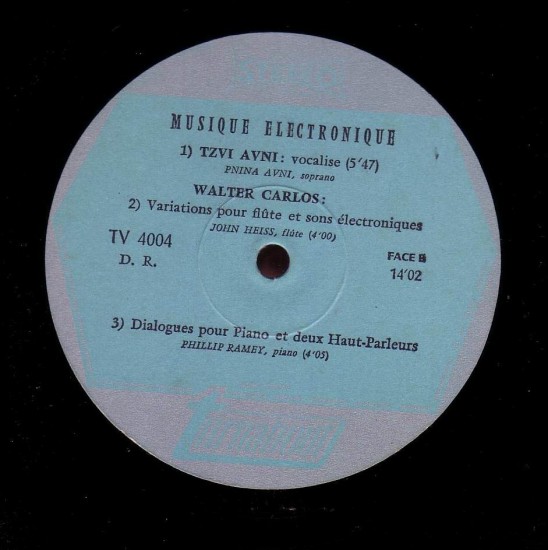 STEREO
MUSIQUE ELECTRONIQUE
1) TZVI AVNI: vocalise (5'47)
PNINA AVNI, soprano
WALTER CARLOS:
2) Variations pour flûte et sons électroniques
JOHN HEISS, flûte (4'00)
TV 4004
D. R.
FACE B
14'02
3) Dialogues pour Piano et deux Haut-Parleurs
PHILLIP RAMEY, piano (4'05)